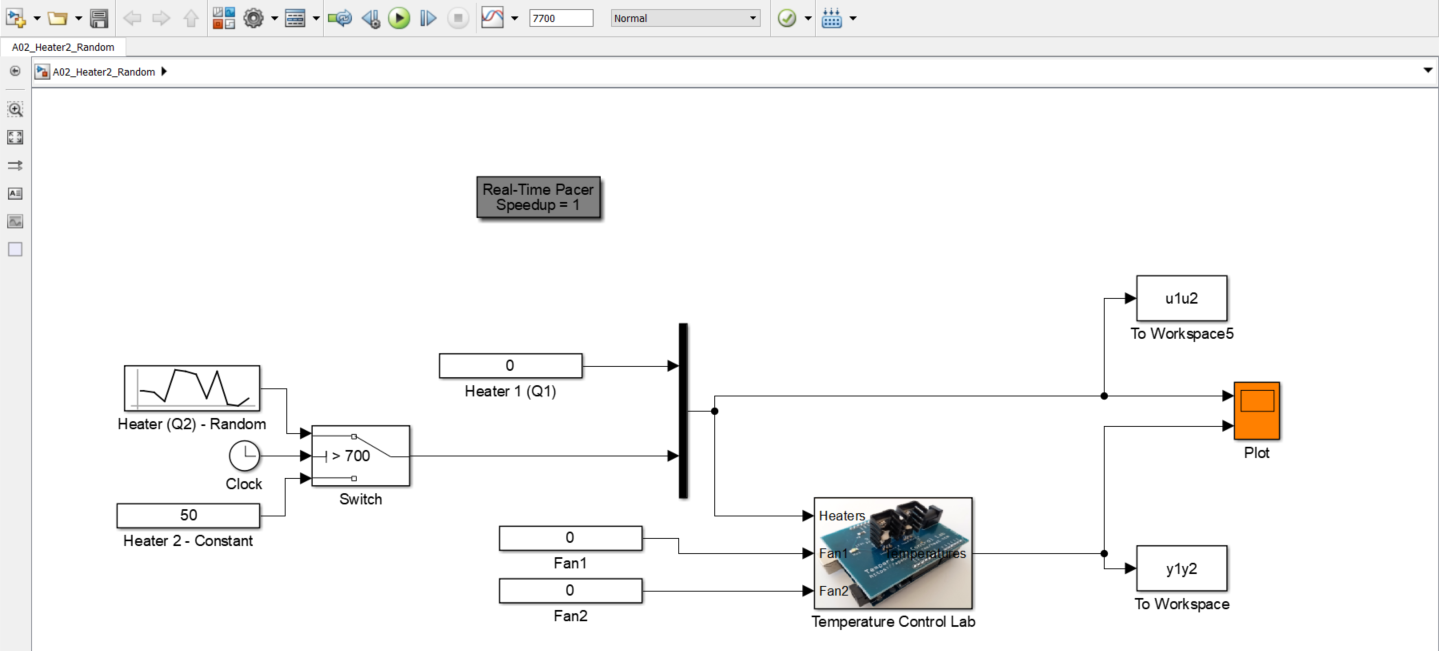 7700
Normal
A02_Heater2_Random
A02_Heater2_Random
Real-Time Pacer
Speedup = 1
u1u2
To Workspace5
0
Heater 1 (Q1)
Heater (Q2) - Random
> 700
Switch
Clock
50
Heater 2 - Constant
Plot
0
Fan1
0
Fan2
Heaters
Fan1
Temperatures
Fan2
Temperature Control Lab
y1y2
To Workspace